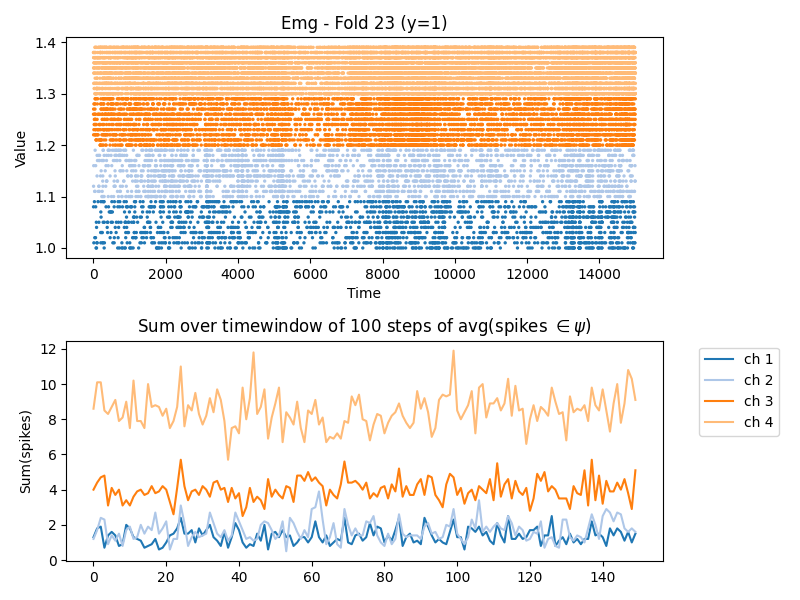 Emg - Fold 23 (y=1)
Value
1.4
1.3
1.2
1.1
1.0
0 2000 4000 6000 8000 10000 12000 14000
Time
Sum over timewindow of 100 steps of avg(spikes ∈ ψ)
Sum(spikes)
12
10
8
6
4
2
0
0 20 40 60 80 100 120 140
ch 1
ch 2
ch 3
ch 4